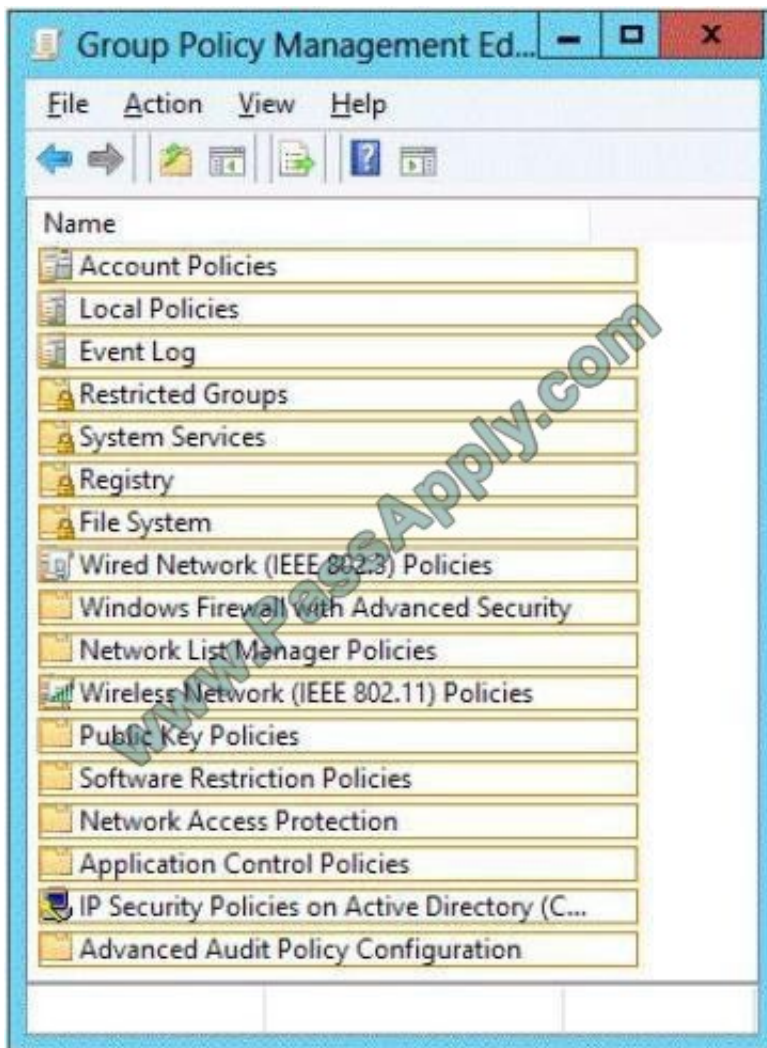 Group Policy Management Ed...
File Action View Help
Name
Account Policies
Local Policies
Event Log
Restricted Groups
System Services
Registry
File System
Wired Network (IEEE 802.3) Policies
Windows Firewall with Advanced Security
Network List Manager Policies
Wireless Network (IEEE 802.11) Policies
Public Key Policies
Software Restriction Policies
Network Access Protection
Application Control Policies
IP Security Policies on Active Directory (C...
Advanced Audit Policy Configuration
www.PassApply.com